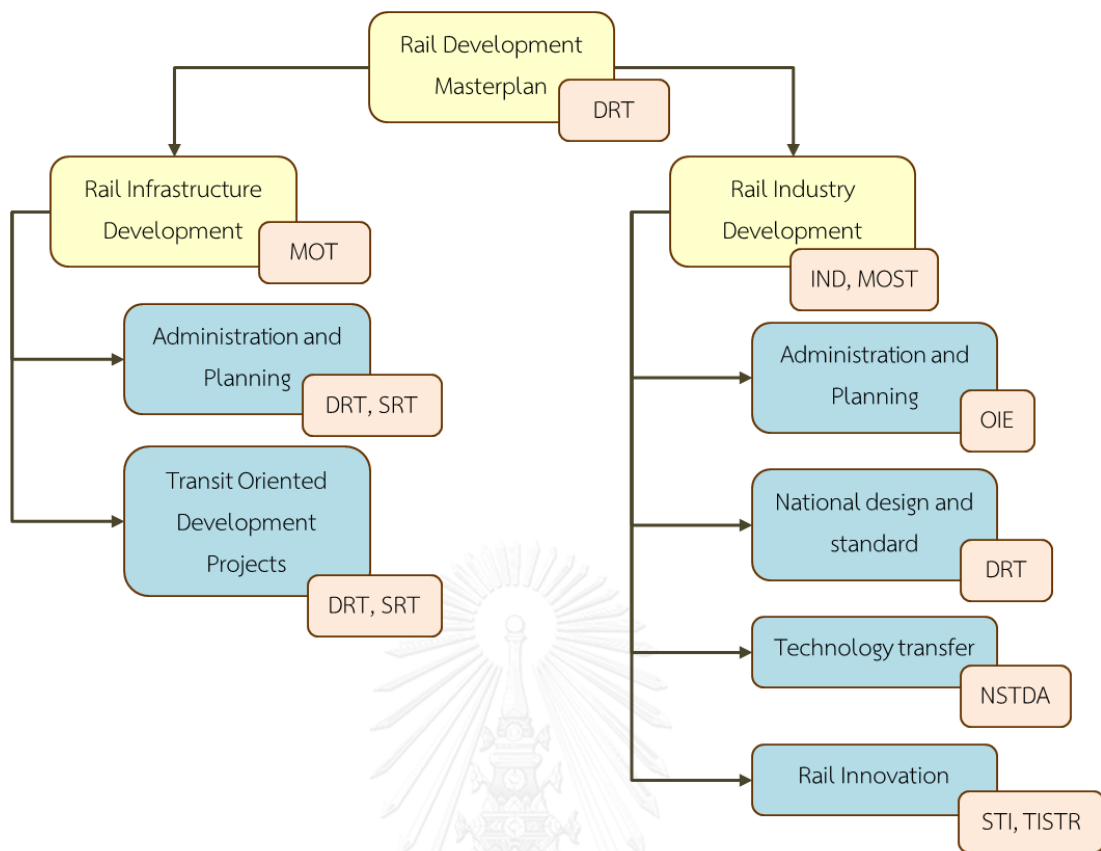 Rail Development
Masterplan
DRT
Rail Infrastructure
Development
MOT
Administration and
Planning
DRT, SRT
Transit Oriented
Development
Projects
DRT, SRT
Rail Industry
Development
IND, MOST
Administration and
Planning
OIE
National design and
standard
DRT
Technology transfer
NSTDA
Rail Innovation
STI, TISTR